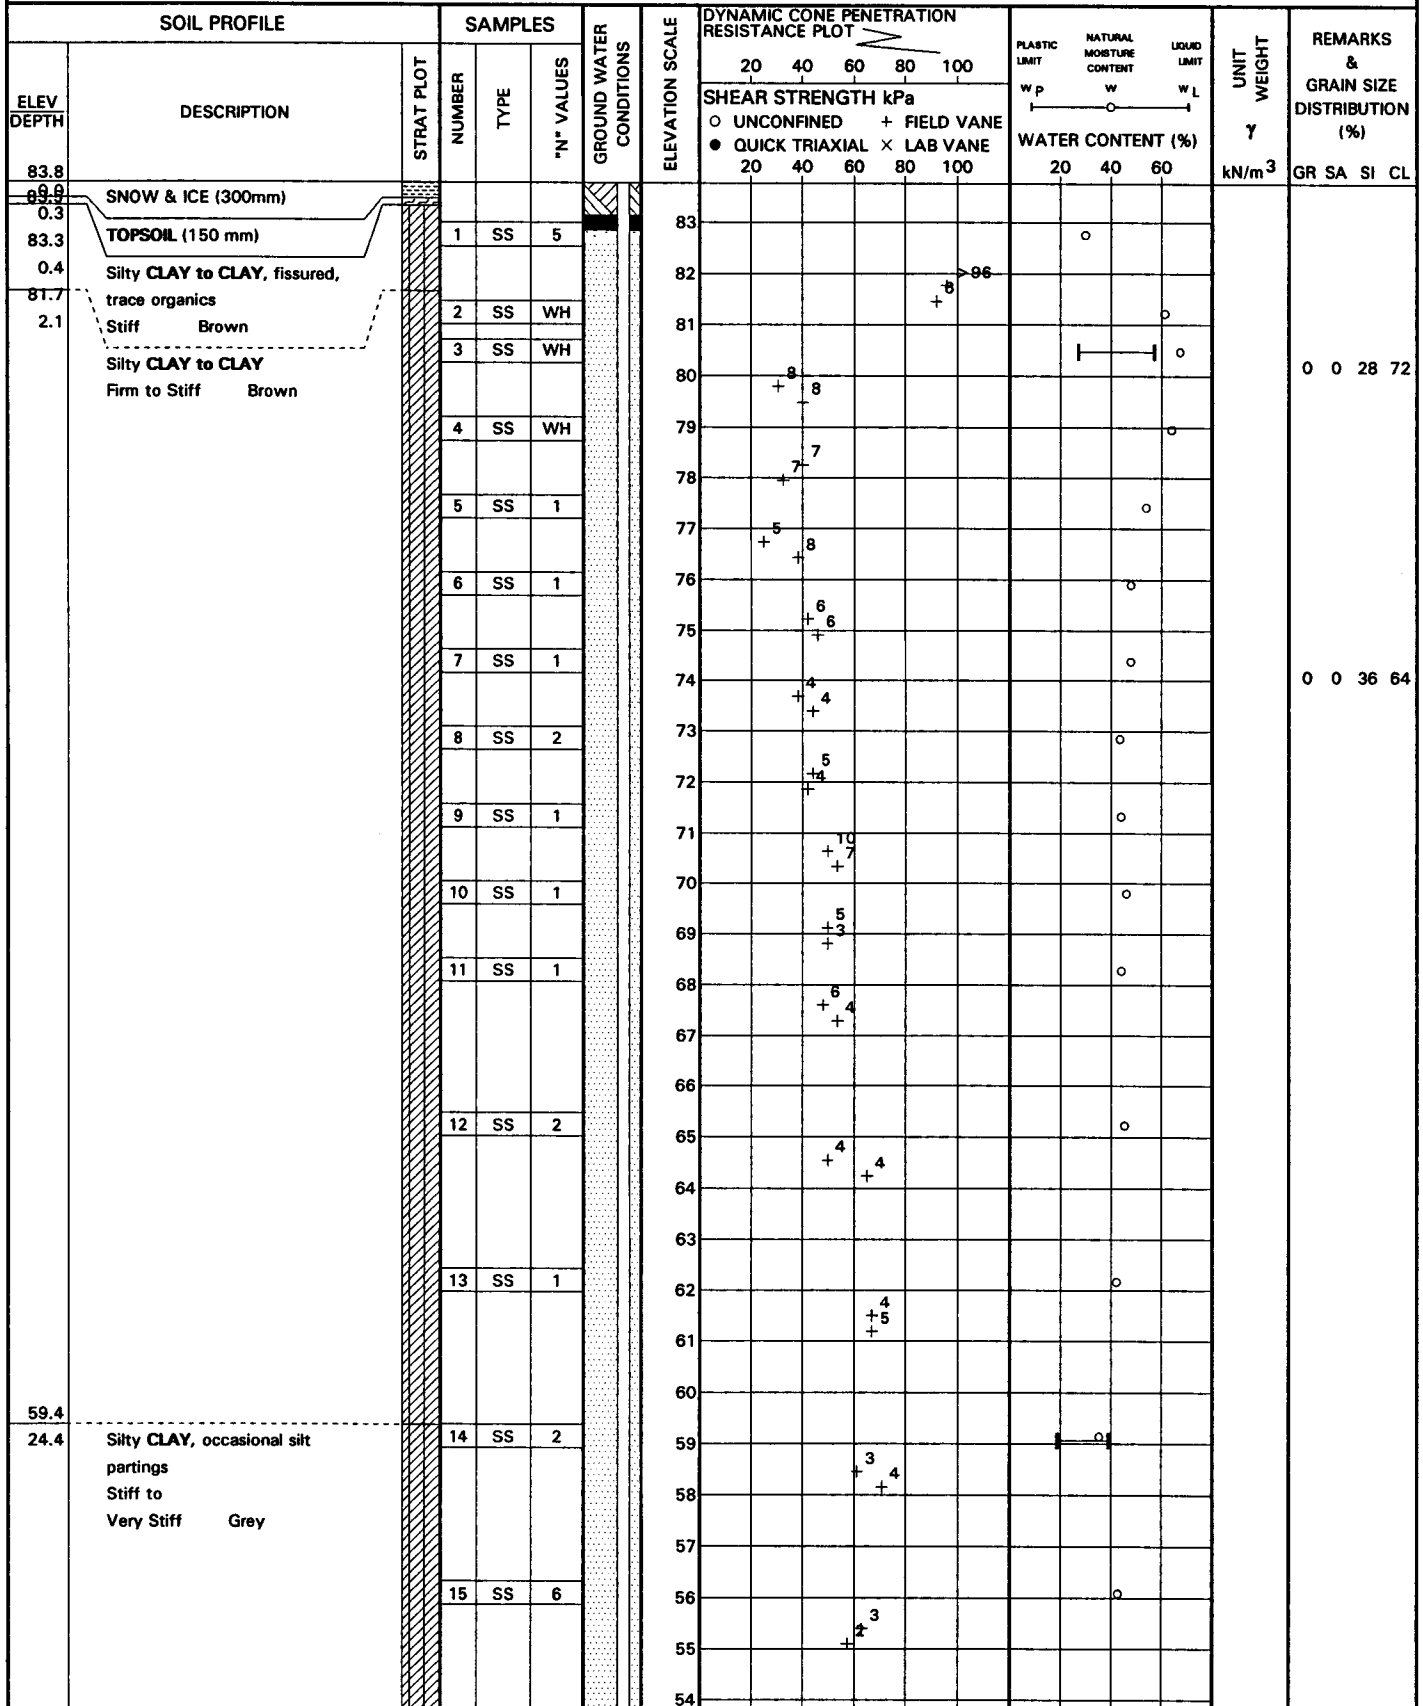 SOIL PROFILE
SAMPLES
GROUND WATER CONDITIONS
ELEVATION SCALE
DYNAMIC CONE PENETRATION
RESISTANCE PLOT
20 40 60 80 100
SHEAR STRENGTH kPa
O UNCONFINED + FIELD VANE
● QUICK TRIAXIAL × LAB VANE
20 40 60 80 100
PLASTIC LIMIT
NATURAL MOISTURE CONTENT
LIQUID LIMIT
W P W W L
WATER CONTENT (%)
20 40 60
UNIT WEIGHT
γ
kN/m3
REMARKS
&
GRAIN SIZE
DISTRIBUTION
(%)
GR SA SI CL
ELEV
DEPTH
DESCRIPTION
STRAT PLOT
NUMBER
TYPE
"N" VALUES
83.8
0.0
SNOW & ICE (300mm)
0.3
TOPSOIL (150 mm)
83.3
0.4
Silty CLAY to CLAY, fissured,
trace organics
Stiff Brown
81.7
2.1
Silty CLAY to CLAY
Firm to Stiff Brown
59.4
24.4
Silty CLAY, occasional silt
partings
Stiff to
Very Stiff Grey
1 SS 5
2 SS WH
3 SS WH
4 SS WH
5 SS 1
6 SS 1
7 SS 1
8 SS 2
9 SS 1
10 SS 1
11 SS 1
12 SS 2
13 SS 1
14 SS 2
15 SS 6
83
82
81
80
79
78
77
76
75
74
73
72
71
70
69
68
67
66
65
64
63
62
61
60
59
58
57
56
55
54
>96
8
8
7
7
5
8
6
6
4
4
5
4
10
7
5
3
6
4
4
4
4
5
3
4
3
0 0 28 72
0 0 36 64